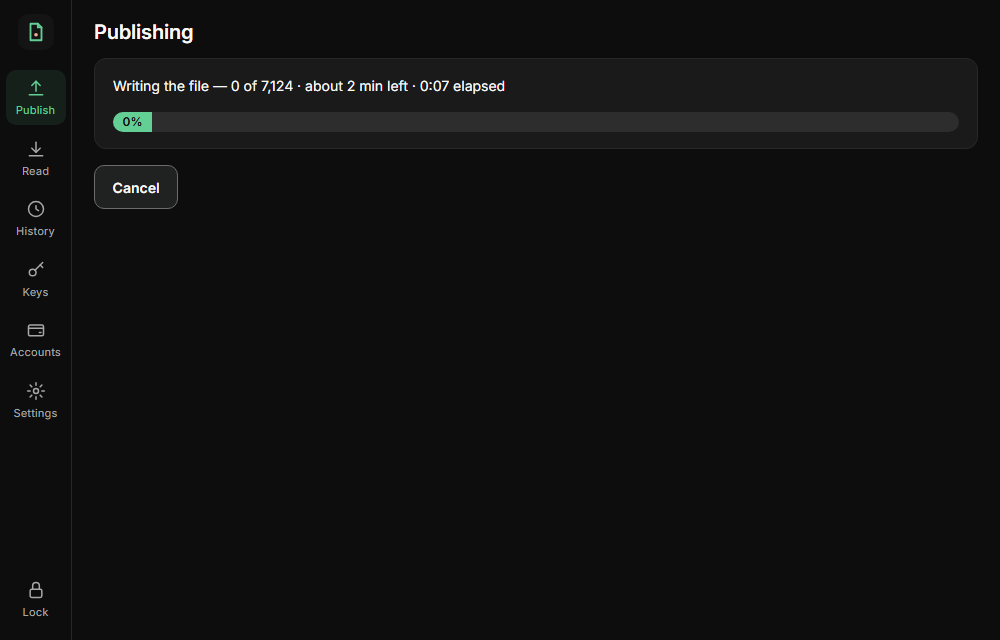 Publishing
Writing the file — 0 of 7,124 · about 2 min left · 0:07 elapsed
0%
Cancel
Publish
Read
History
Keys
Accounts
Settings
Lock